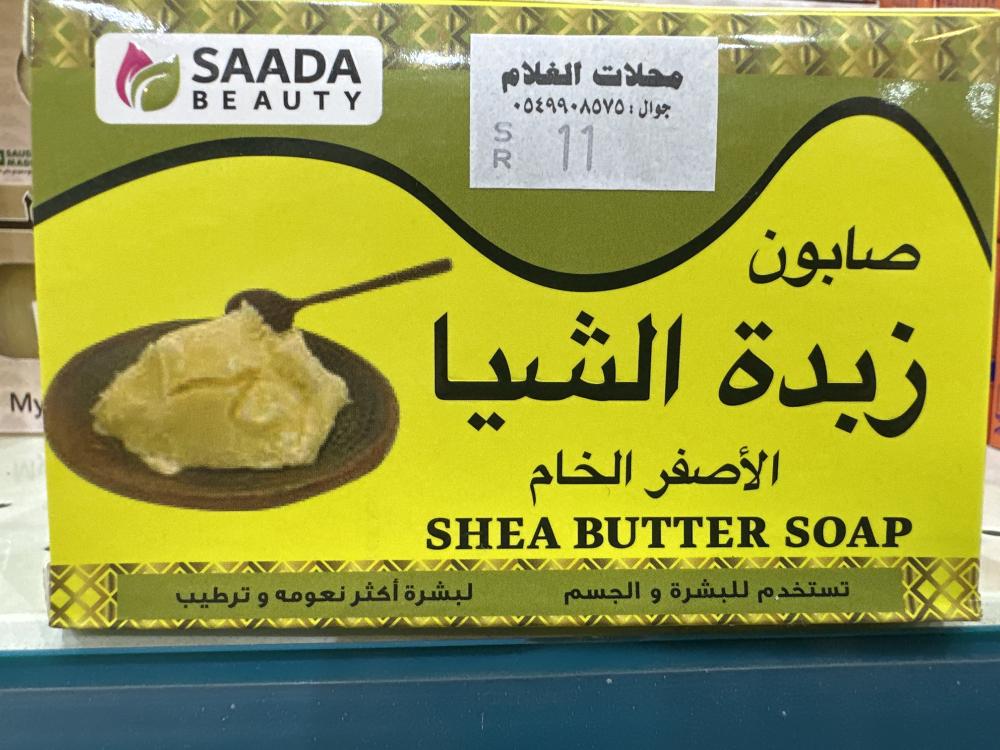 SAADA
BEAUTY
محلات الغلام
جوال : ٠٥٤٩٩٠٨٥٧٥
SR 11
صابون
زبدة الشيا
الأصفر الخام
SHEA BUTTER SOAP
تستخدم للبشرة و الجسم
لبشرة أكثر نعومه و ترطيب
My